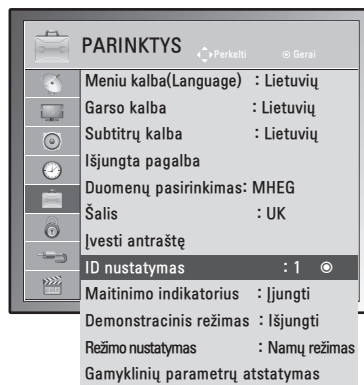 PARINKTYS Perkelti Gerai
Meniu kalba(Language) : Lietuvių
Garso kalba : Lietuvių
Subtitrų kalba : Lietuvių
Išjungta pagalba
Duomenų pasirinkimas: MHEG
Šalis : UK
Įvesti antraštę
ID nustatymas : 1
Maitinimo indikatorius : Įjungti
Demonstracinis režimas : Išjungti
Režimo nustatymas : Namų režimas
Gamyklinių parametrų atstatymas